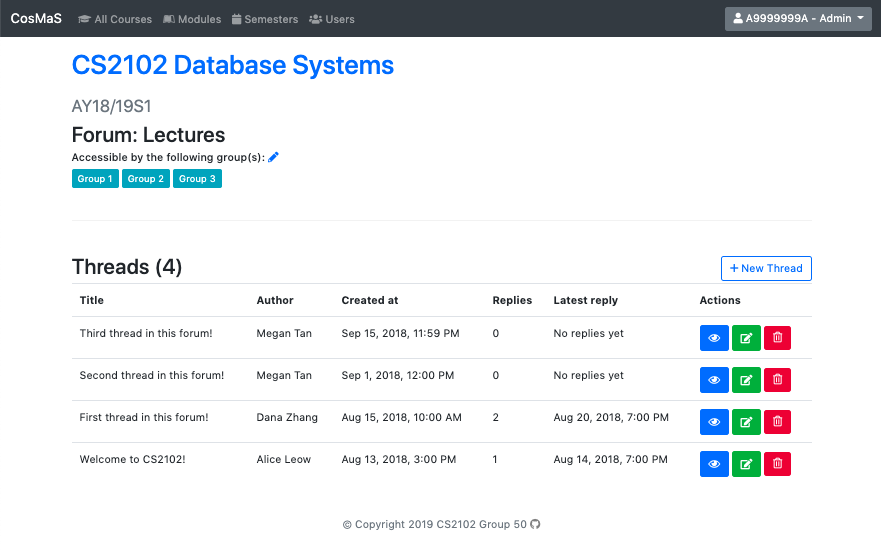 CosMaS All Courses Modules Semesters Users A9999999A - Admin
CS2102 Database Systems
AY18/19S1
Forum: Lectures
Accessible by the following group(s):
Group 1 Group 2 Group 3
Threads (4) + New Thread
Title Author Created at Replies Latest reply Actions
Third thread in this forum! Megan Tan Sep 15, 2018, 11:59 PM 0 No replies yet
Second thread in this forum! Megan Tan Sep 1, 2018, 12:00 PM 0 No replies yet
First thread in this forum! Dana Zhang Aug 15, 2018, 10:00 AM 2 Aug 20, 2018, 7:00 PM
Welcome to CS2102! Alice Leow Aug 13, 2018, 3:00 PM 1 Aug 14, 2018, 7:00 PM
© Copyright 2019 CS2102 Group 50